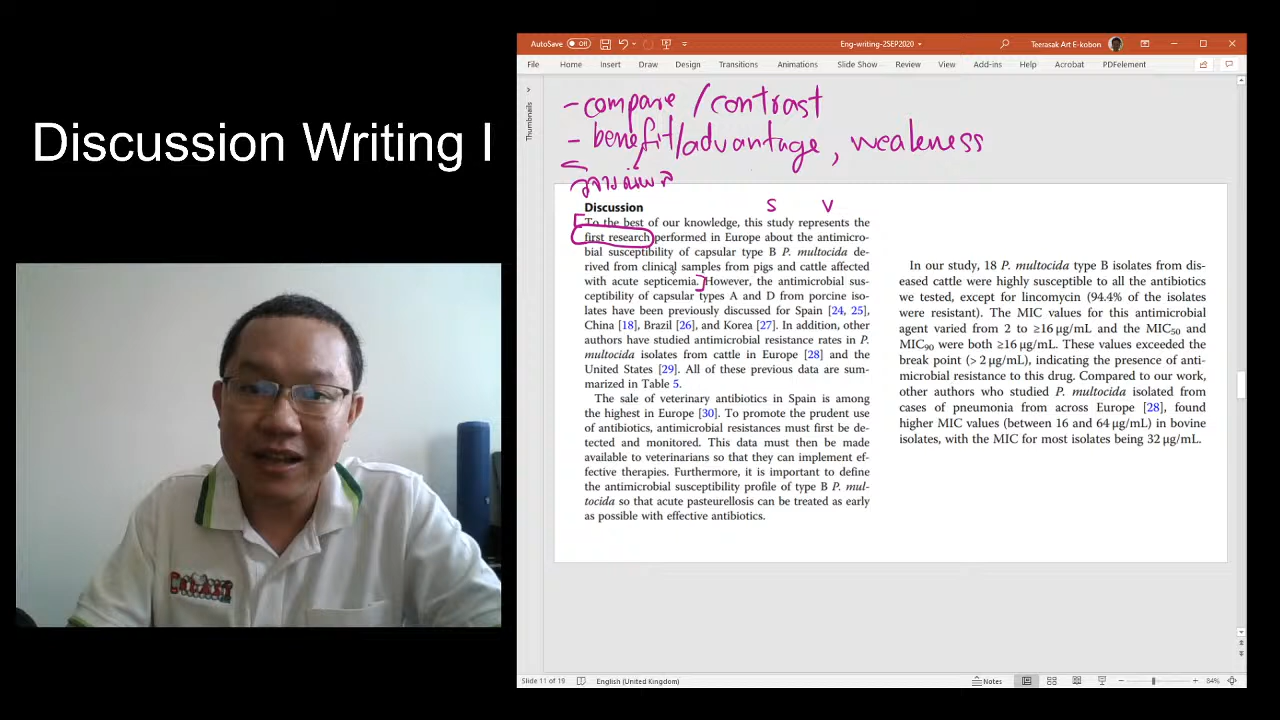 Discussion Writing I
AutoSave Off
Eng-writing-2SEP2020
Teerasak Art E-kobon
File Home Insert Draw Design Transitions Animations Slide Show Review View Add-ins Help Acrobat PDFelement
Thumbnails
- compare / contrast
- benefit/advantage, weakness
S V
Discussion
To the best of our knowledge, this study represents the
first research performed in Europe about the antimicro-
bial susceptibility of capsular type B P. multocida de-
rived from clinical samples from pigs and cattle affected
with acute septicemia. However, the antimicrobial sus-
ceptibility of capsular types A and D from porcine iso-
lates have been previously discussed for Spain [24, 25],
China [18], Brazil [26], and Korea [27]. In addition, other
authors have studied antimicrobial resistance rates in P.
multocida isolates from cattle in Europe [28] and the
United States [29]. All of these previous data are sum-
marized in Table 5.
The sale of veterinary antibiotics in Spain is among
the highest in Europe [30]. To promote the prudent use
of antibiotics, antimicrobial resistances must first be de-
tected and monitored. This data must then be made
available to veterinarians so that they can implement ef-
fective therapies. Furthermore, it is important to define
the antimicrobial susceptibility profile of type B P. mul-
tocida so that acute pasteurellosis can be treated as early
as possible with effective antibiotics.
In our study, 18 P. multocida type B isolates from dis-
eased cattle were highly susceptible to all the antibiotics
we tested, except for lincomycin (94.4% of the isolates
were resistant). The MIC values for this antimicrobial
agent varied from 2 to ≥16 μg/mL and the MIC50 and
MIC90 were both ≥16 μg/mL. These values exceeded the
break point (> 2 μg/mL), indicating the presence of anti-
microbial resistance to this drug. Compared to our work,
other authors who studied P. multocida isolated from
cases of pneumonia from across Europe [28], found
higher MIC values (between 16 and 64 μg/mL) in bovine
isolates, with the MIC for most isolates being 32 μg/mL.
Slide 11 of 19 English (United Kingdom) Notes 84%